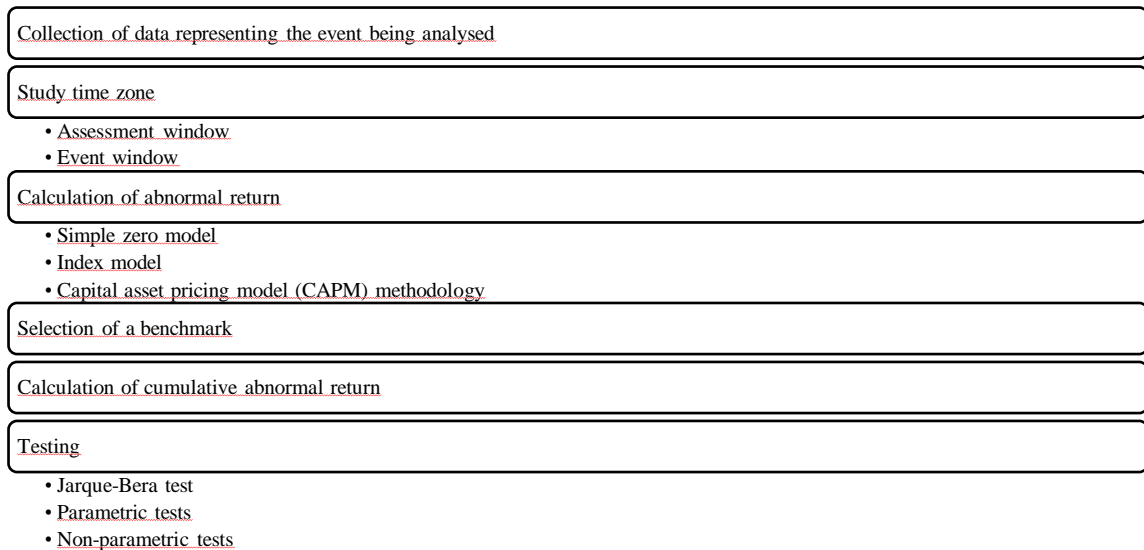 Collection of data representing the event being analysed
Study time zone
• Assessment window
• Event window
Calculation of abnormal return
• Simple zero model
• Index model
• Capital asset pricing model (CAPM) methodology
Selection of a benchmark
Calculation of cumulative abnormal return
Testing
• Jarque-Bera test
• Parametric tests
• Non-parametric tests